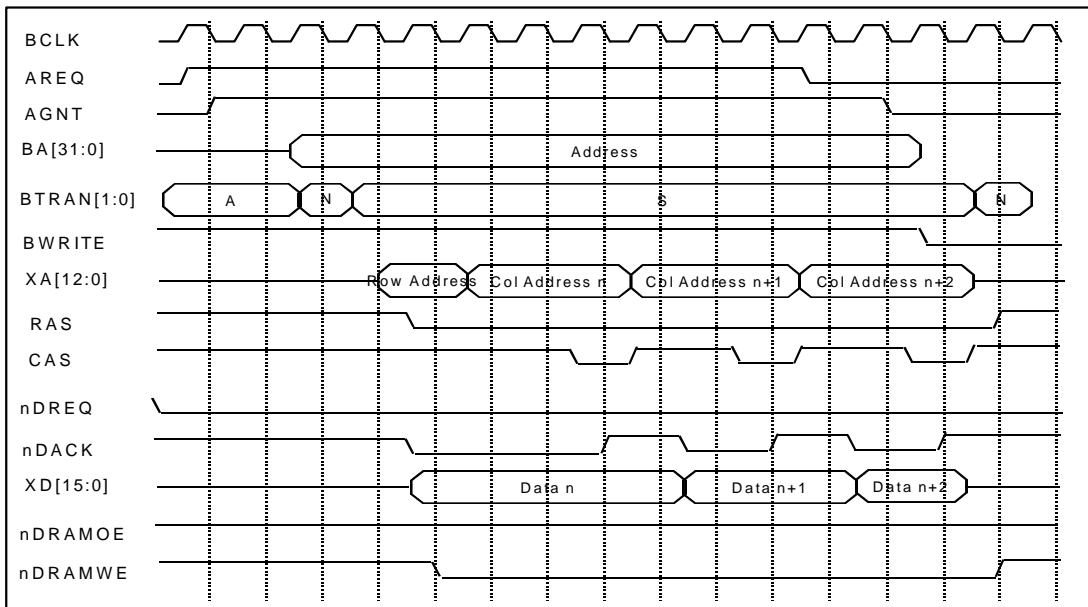 BCLK
AREQ
AGNT
BA[31:0] Address
BTRAN[1:0] A N S N
BWRITE
XA[12:0] Row Address Col Address n Col Address n+1 Col Address n+2
RAS
CAS
nDREQ
nDACK
XD[15:0] Data n Data n+1 Data n+2
nDRAMOE
nDRAMWE